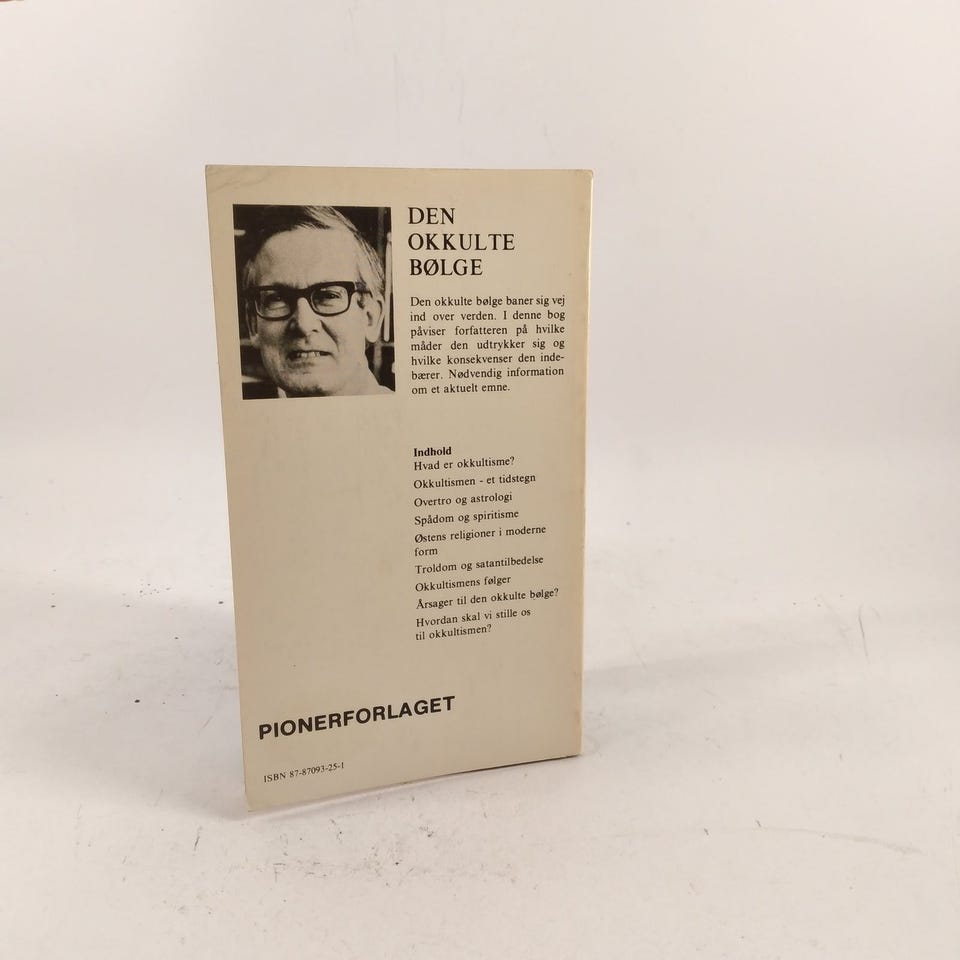 DEN
OKKULTE
BØLGE
Den okkulte bølge baner sig vej
ind over verden. I denne bog
påviser forfatteren på hvilke
måder den udtrykker sig og
hvilke konsekvenser den inde-
bærer. Nødvendig information
om et aktuelt emne.
Indhold
Hvad er okkultisme?
Okkultismen - et tidstegn
Overtro og astrologi
Spådom og spiritisme
Østens religioner i moderne
form
Troldom og satantilbedelse
Okkultismens følger
Årsager til den okkulte bølge?
Hvordan skal vi stille os
til okkultismen?
PIONERFORLAGET
ISBN 87-87093-25-1